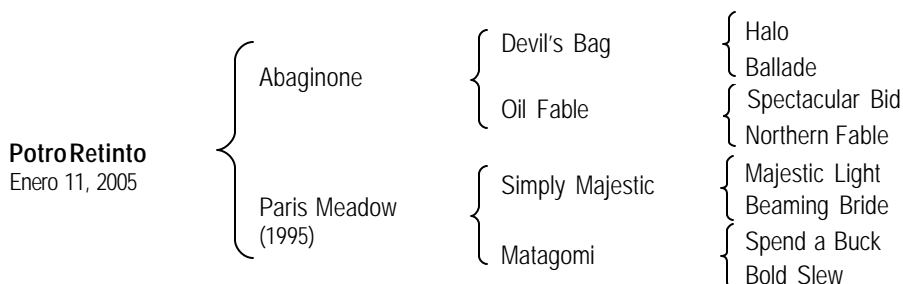 Potro Retinto
Enero 11, 2005
Abaginone
Paris Meadow
(1995)
Devil's Bag
Oil Fable
Simply Majestic
Matagomi
Halo
Ballade
Spectacular Bid
Northern Fable
Majestic Light
Beaming Bride
Spend a Buck
Bold Slew